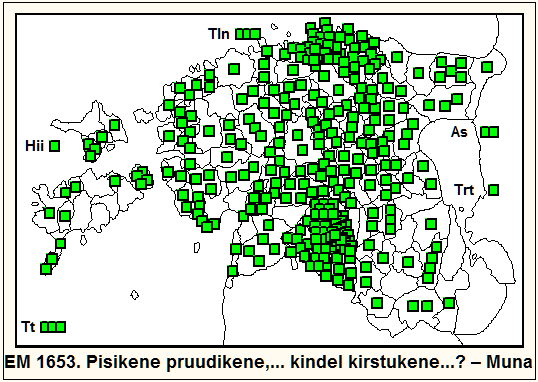 Tln
Hii
As
Trt
Tt
EM 1653. Pisikene pruudikene,... kindel kirstukene...? – Muna